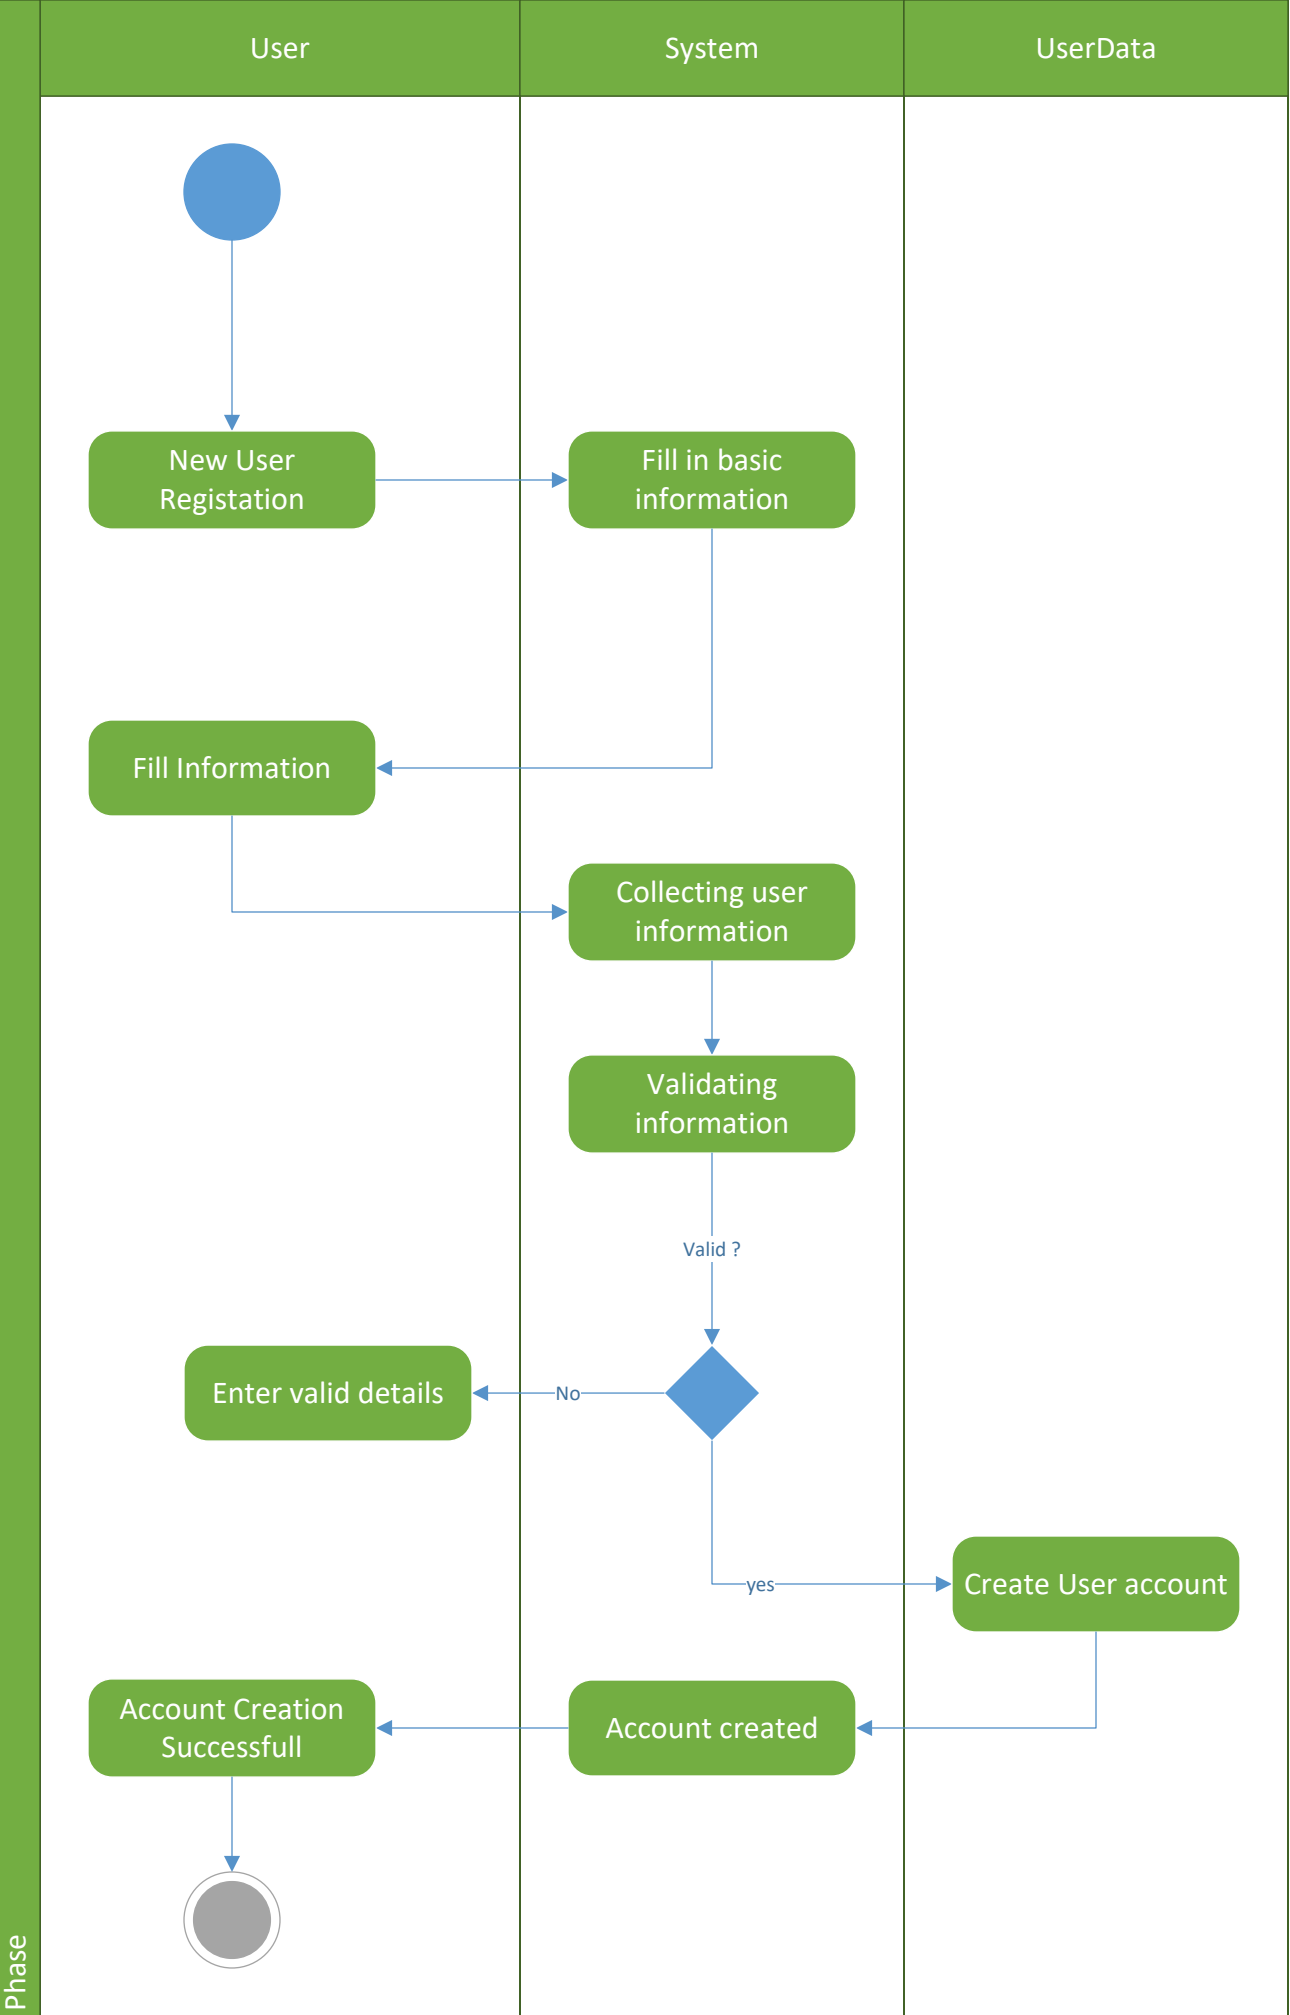 User
System
UserData
New User
Registation
Fill in basic
information
Fill Information
Collecting user
information
Validating
information
Valid ?
Enter valid details
No
yes
Create User account
Account Creation
Successfull
Account created
Phase